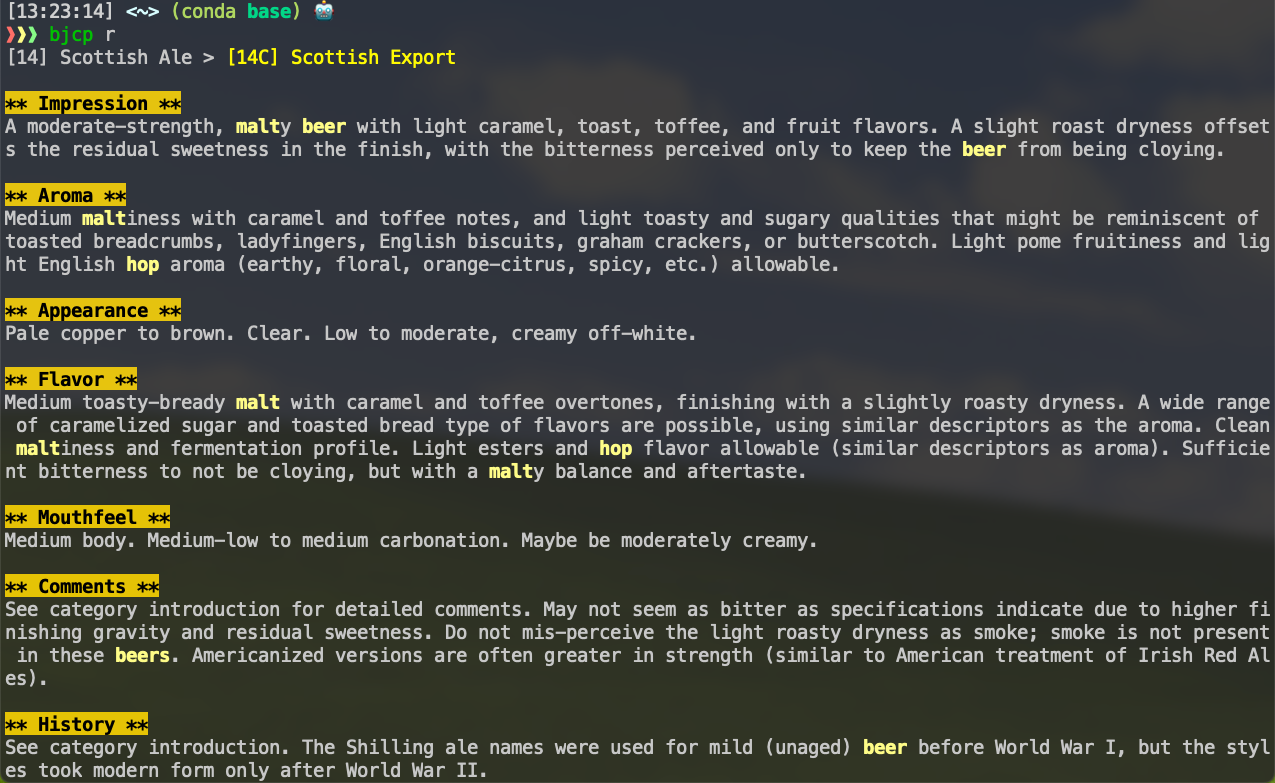 [13:23:14] <~> (conda base) 🤖
❯❯❯ bjcp r
[14] Scottish Ale > [14C] Scottish Export
** Impression **
A moderate-strength, malty beer with light caramel, toast, toffee, and fruit flavors. A slight roast dryness offset
s the residual sweetness in the finish, with the bitterness perceived only to keep the beer from being cloying.
** Aroma **
Medium maltiness with caramel and toffee notes, and light toasty and sugary qualities that might be reminiscent of
toasted breadcrumbs, ladyfingers, English biscuits, graham crackers, or butterscotch. Light pome fruitiness and lig
ht English hop aroma (earthy, floral, orange-citrus, spicy, etc.) allowable.
** Appearance **
Pale copper to brown. Clear. Low to moderate, creamy off-white.
** Flavor **
Medium toasty-bready malt with caramel and toffee overtones, finishing with a slightly roasty dryness. A wide range
 of caramelized sugar and toasted bread type of flavors are possible, using similar descriptors as the aroma. Clean
 maltiness and fermentation profile. Light esters and hop flavor allowable (similar descriptors as aroma). Sufficie
nt bitterness to not be cloying, but with a malty balance and aftertaste.
** Mouthfeel **
Medium body. Medium-low to medium carbonation. Maybe be moderately creamy.
** Comments **
See category introduction for detailed comments. May not seem as bitter as specifications indicate due to higher fi
nishing gravity and residual sweetness. Do not mis-perceive the light roasty dryness as smoke; smoke is not present
 in these beers. Americanized versions are often greater in strength (similar to American treatment of Irish Red Al
es).
** History **
See category introduction. The Shilling ale names were used for mild (unaged) beer before World War I, but the styl
es took modern form only after World War II.